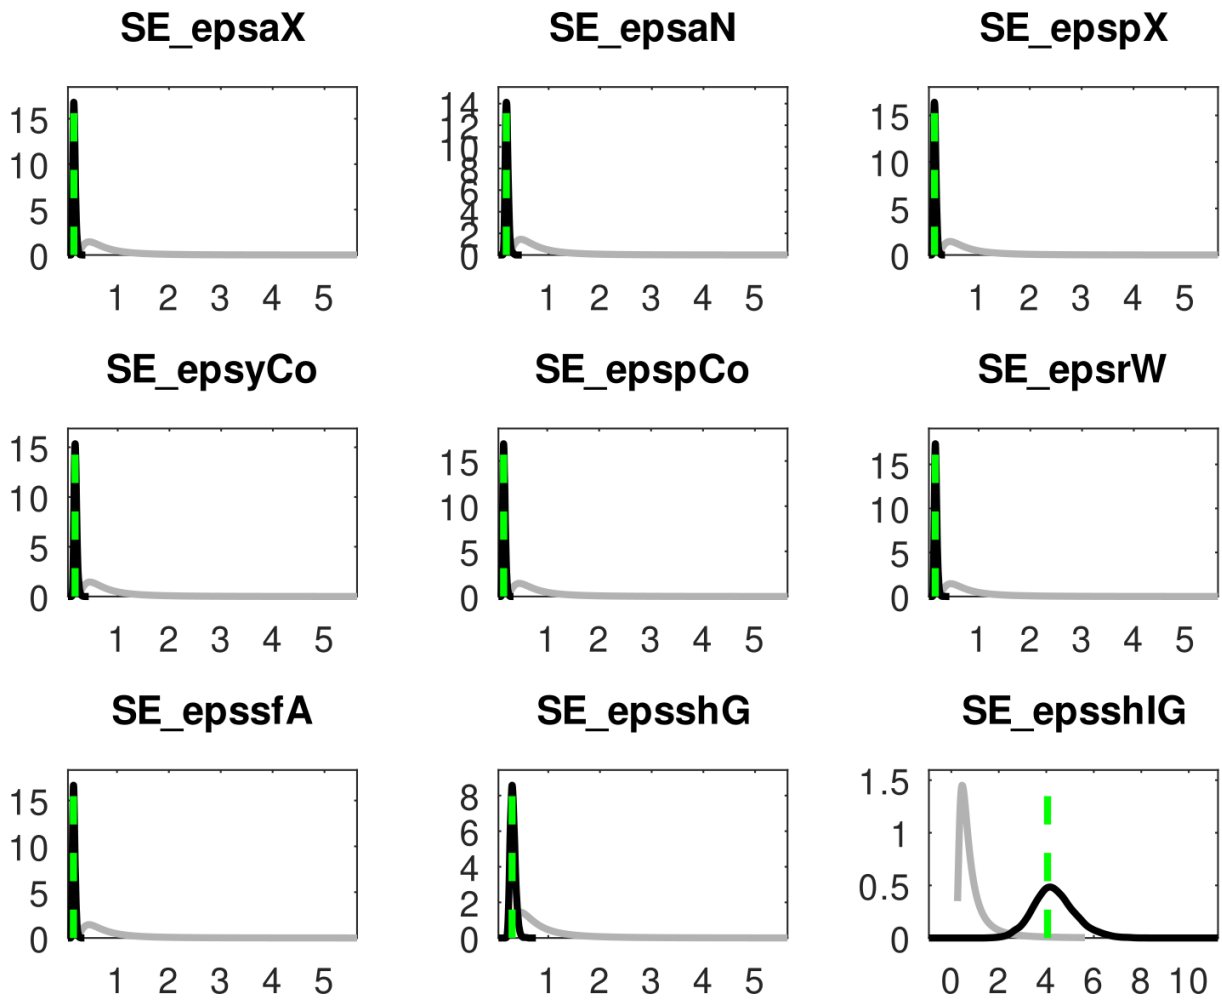 SE_epsaX SE_epsaN SE_epspX
15 14 15
12
10 10 10
8
6
5 4 5
2
0 0
1 2 3 4 5 1 2 3 4 5 1 2 3 4 5
SE_epsyCo SE_epspCo SE_epsrW
15 15 15
10 10 10
5 5 5
0 0 0
1 2 3 4 5 1 2 3 4 5 1 2 3 4 5
SE_epssfA SE_epsshG SE_epsshIG
15 8 1.5
10 6 1
4
5 2 0.5
0 0 0
1 2 3 4 5 1 2 3 4 5 0 2 4 6 8 10